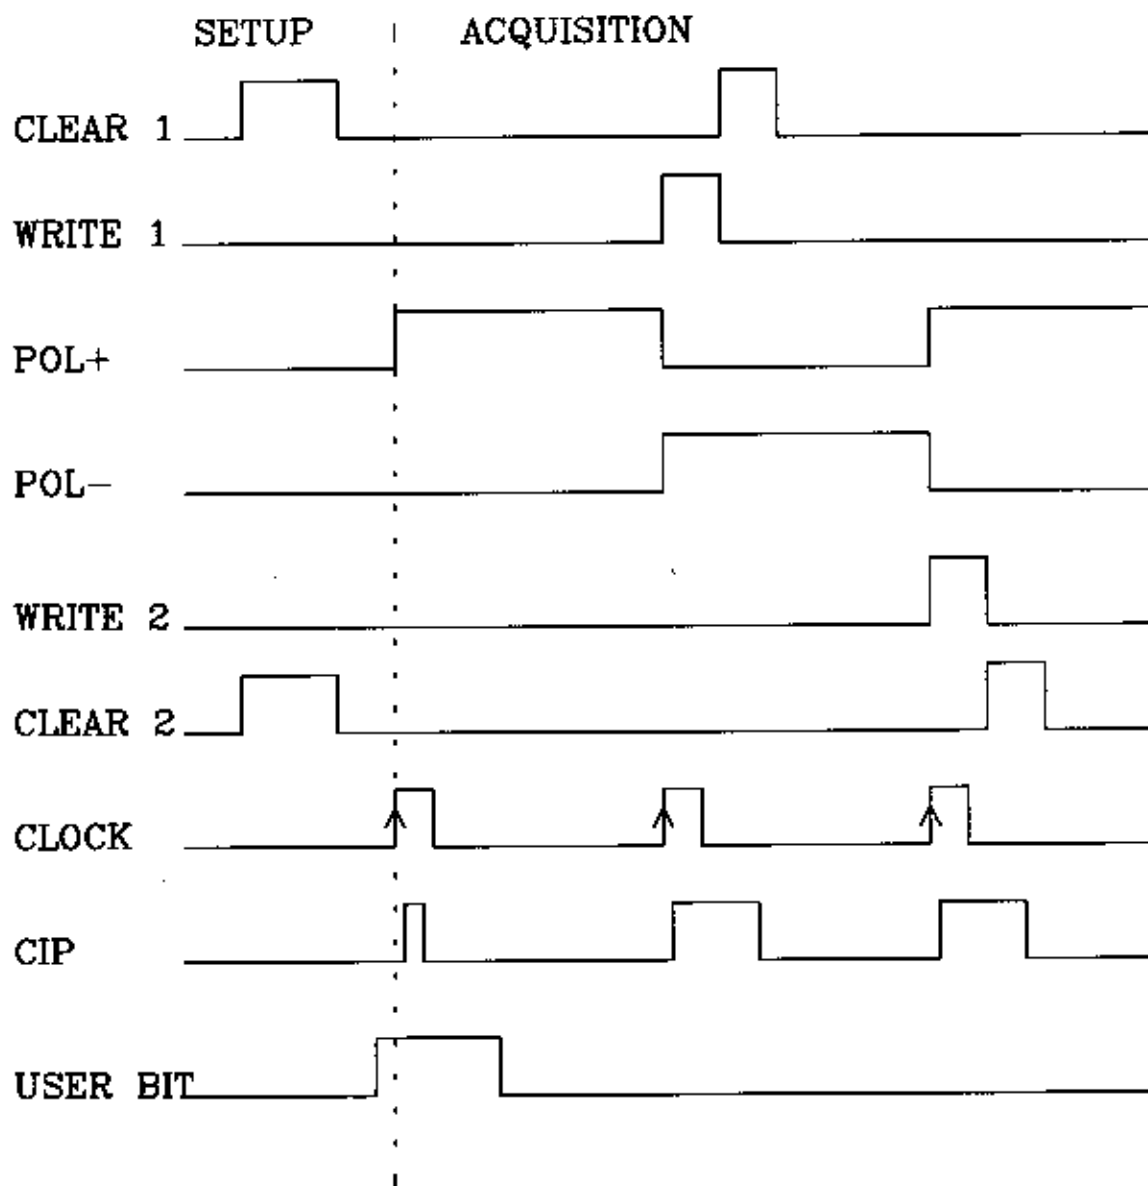 SETUP ACQUISITION
CLEAR 1
WRITE 1
POL+
POL-
WRITE 2
CLEAR 2
CLOCK
CIP
USER BIT